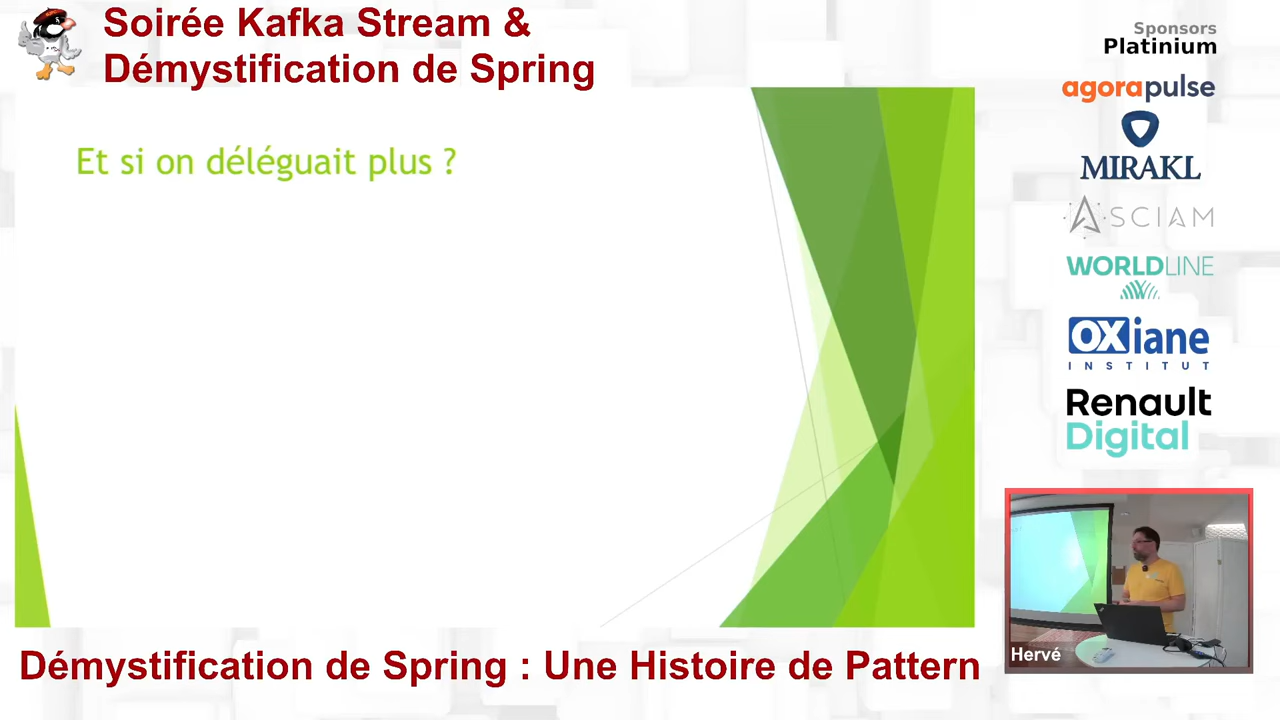 Soirée Kafka Stream &
Démystification de Spring
Et si on déléguait plus ?
Sponsors
Platinium
agorapulse
MIRAKL
ASCIAM
WORLDLINE
OXiane
INSTITUT
Renault
Digital
Hervé
Démystification de Spring : Une Histoire de Pattern